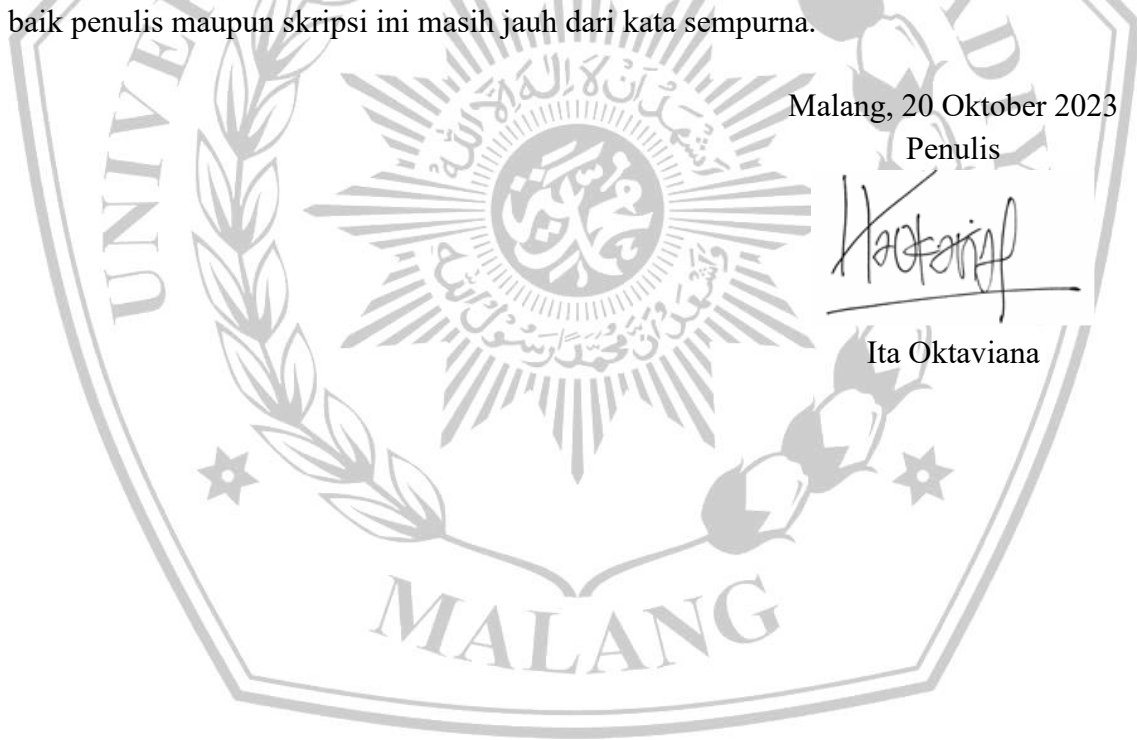 baik penulis maupun skripsi ini masih jauh dari kata sempurna.
Malang, 20 Oktober 2023
Penulis
Ita Oktaviana
MALANG